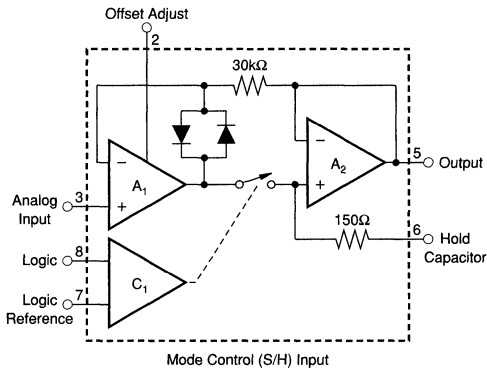 Offset Adjust
2
30kΩ
−
A1
+
−
A2
+
5
Output
3
Analog
Input
150Ω
6
Hold
Capacitor
8
Logic
C1
7
Logic
Reference
Mode Control (S/H) Input